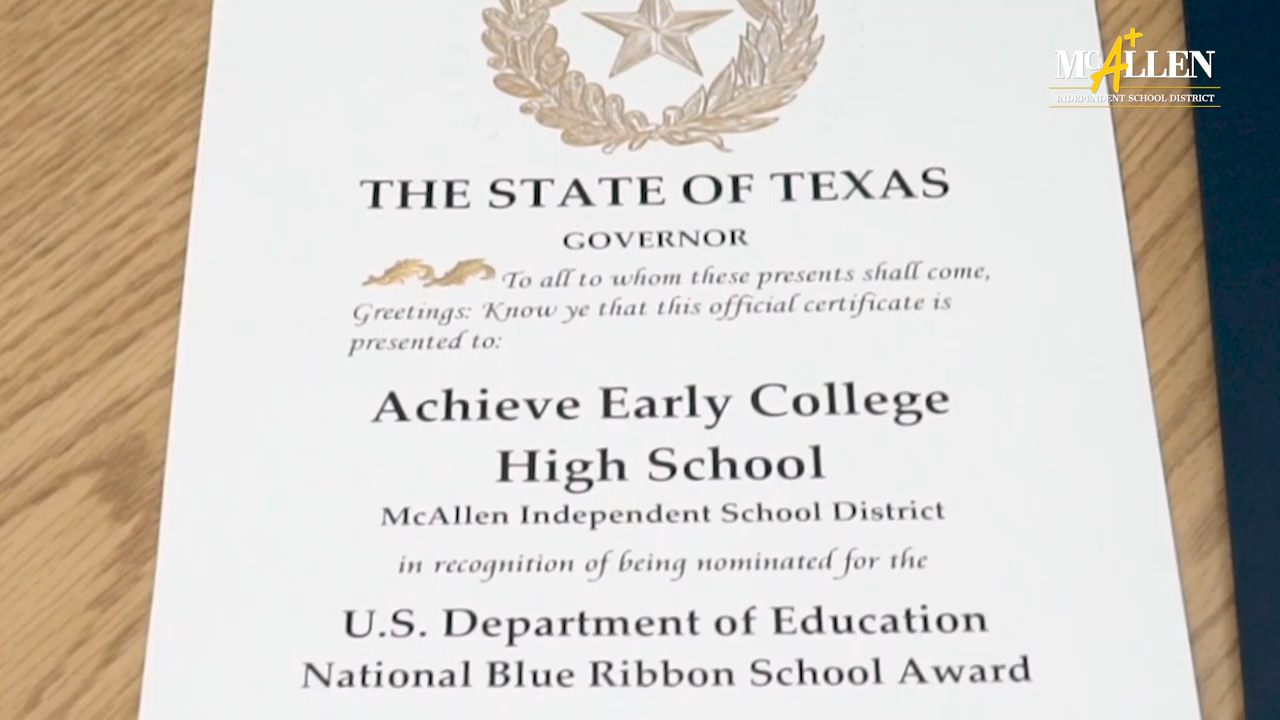 McALLEN
INDEPENDENT SCHOOL DISTRICT
THE STATE OF TEXAS
GOVERNOR
To all to whom these presents shall come,
Greetings: Know ye that this official certificate is
presented to:
Achieve Early College
High School
McAllen Independent School District
in recognition of being nominated for the
U.S. Department of Education
National Blue Ribbon School Award